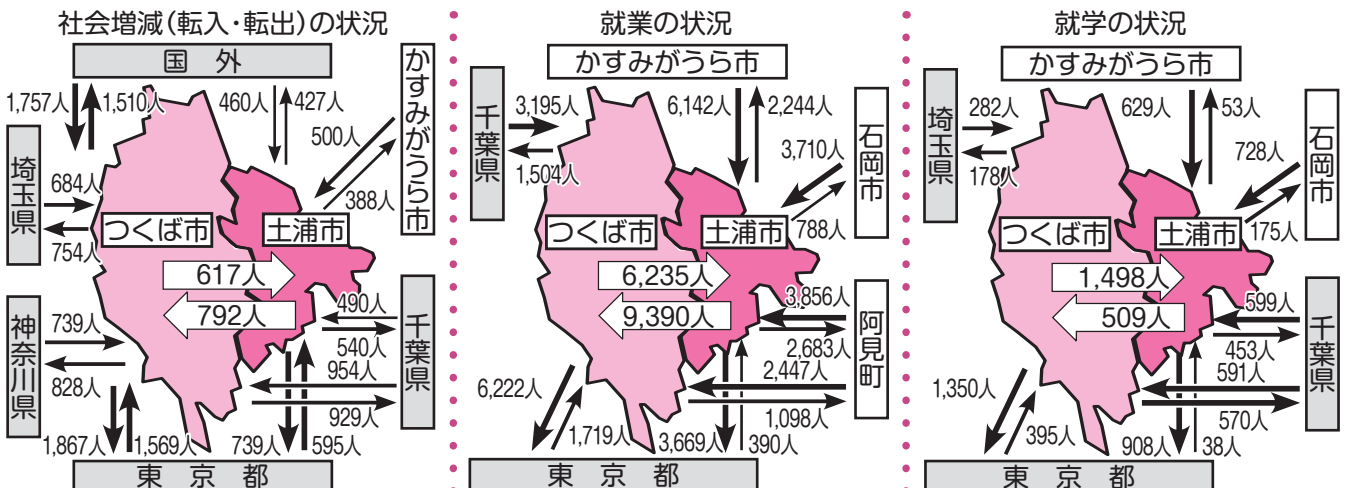 社会増減(転入・転出)の状況
国 外
かすみがうら市
1,757人
1,510人
460人
427人
500人
388人
埼玉県
684人
754人
つくば市
土浦市
617人
792人
神奈川県
739人
828人
490人
540人
954人
929人
千葉県
1,867人
1,569人
739人
595人
東 京 都
就業の状況
かすみがうら市
千葉県
3,195人
1,504人
6,142人
2,244人
石岡市
3,710人
788人
つくば市
土浦市
6,235人
9,390人
3,856人
2,683人
2,447人
1,098人
阿見町
6,222人
1,719人
3,669人
390人
東 京 都
就学の状況
かすみがうら市
埼玉県
282人
178人
629人
53人
石岡市
728人
175人
つくば市
土浦市
1,498人
509人
599人
453人
591人
570人
千葉県
1,350人
395人
908人
38人
東 京 都